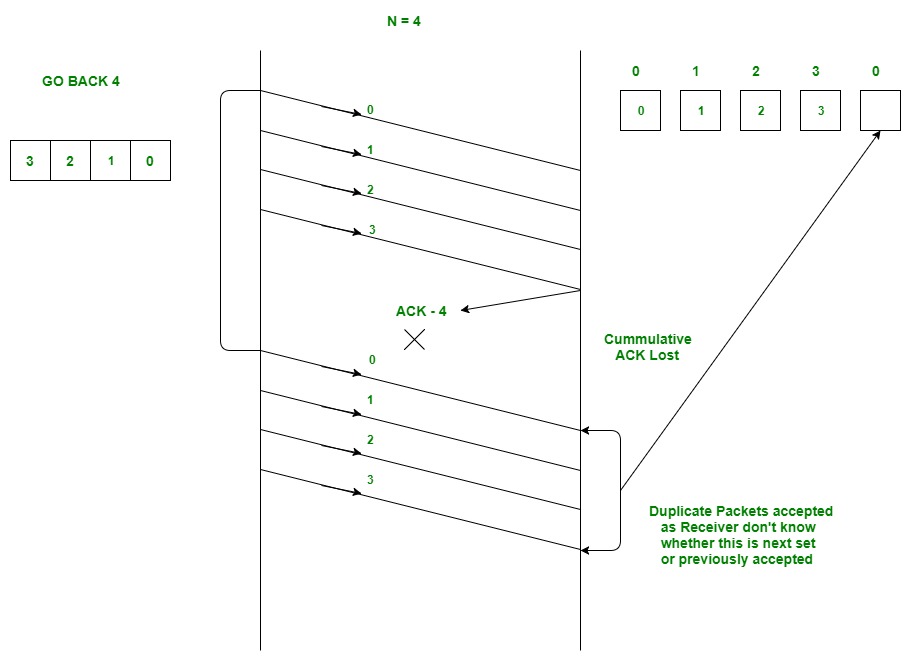 N = 4
GO BACK 4
3 2 1 0
0 1 2 3 0
0 1 2 3
0
1
2
3
ACK - 4
Cummulative
ACK Lost
0
1
2
3
Duplicate Packets accepted
as Receiver don't know
whether this is next set
or previously accepted